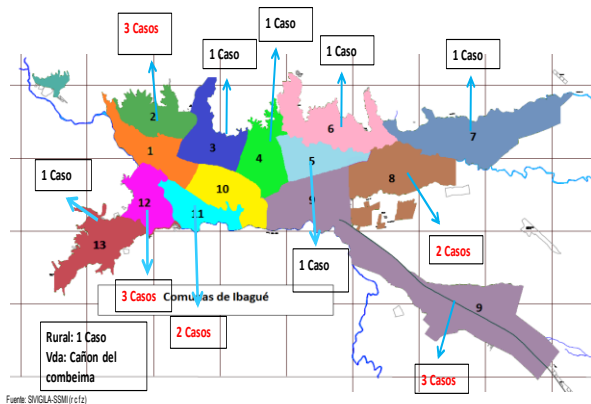 1 Caso
3 Casos
1 Caso
1 Caso
1 Caso
2
6
7
3
1
4
5
1 Caso
8
10
12
9
11
13
2 Casos
1 Caso
3 Casos
Comunas de Ibagué
9
2 Casos
Rural: 1 Caso
Vda: Cañon del
combeima
3 Casos
Fuente: SIVIGILA-SSMI (r c f z)